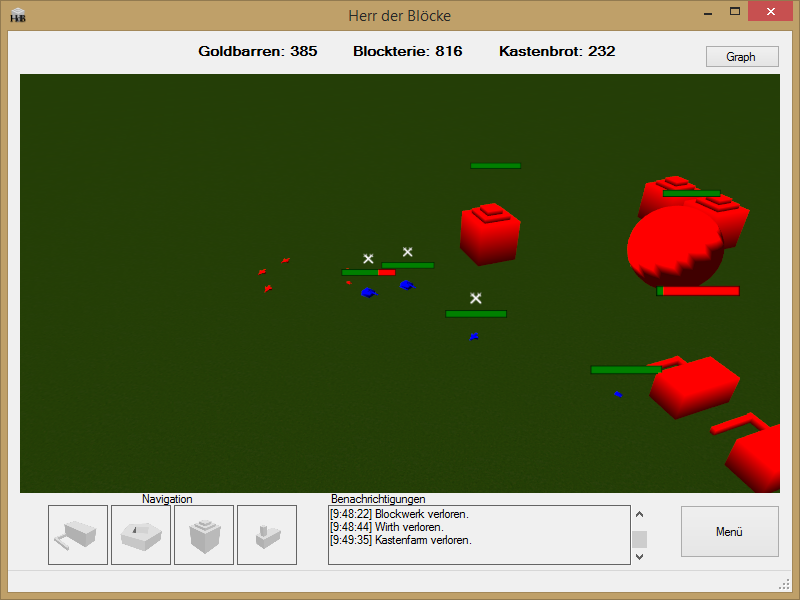 HdB
Herr der Blöcke
Goldbarren: 385 Blockterie: 816 Kastenbrot: 232
Graph
Navigation
Benachrichtigungen
[9:48:22] Blockwerk verloren.
[9:48:44] Wirth verloren.
[9:49:35] Kastenfarm verloren.
Menü